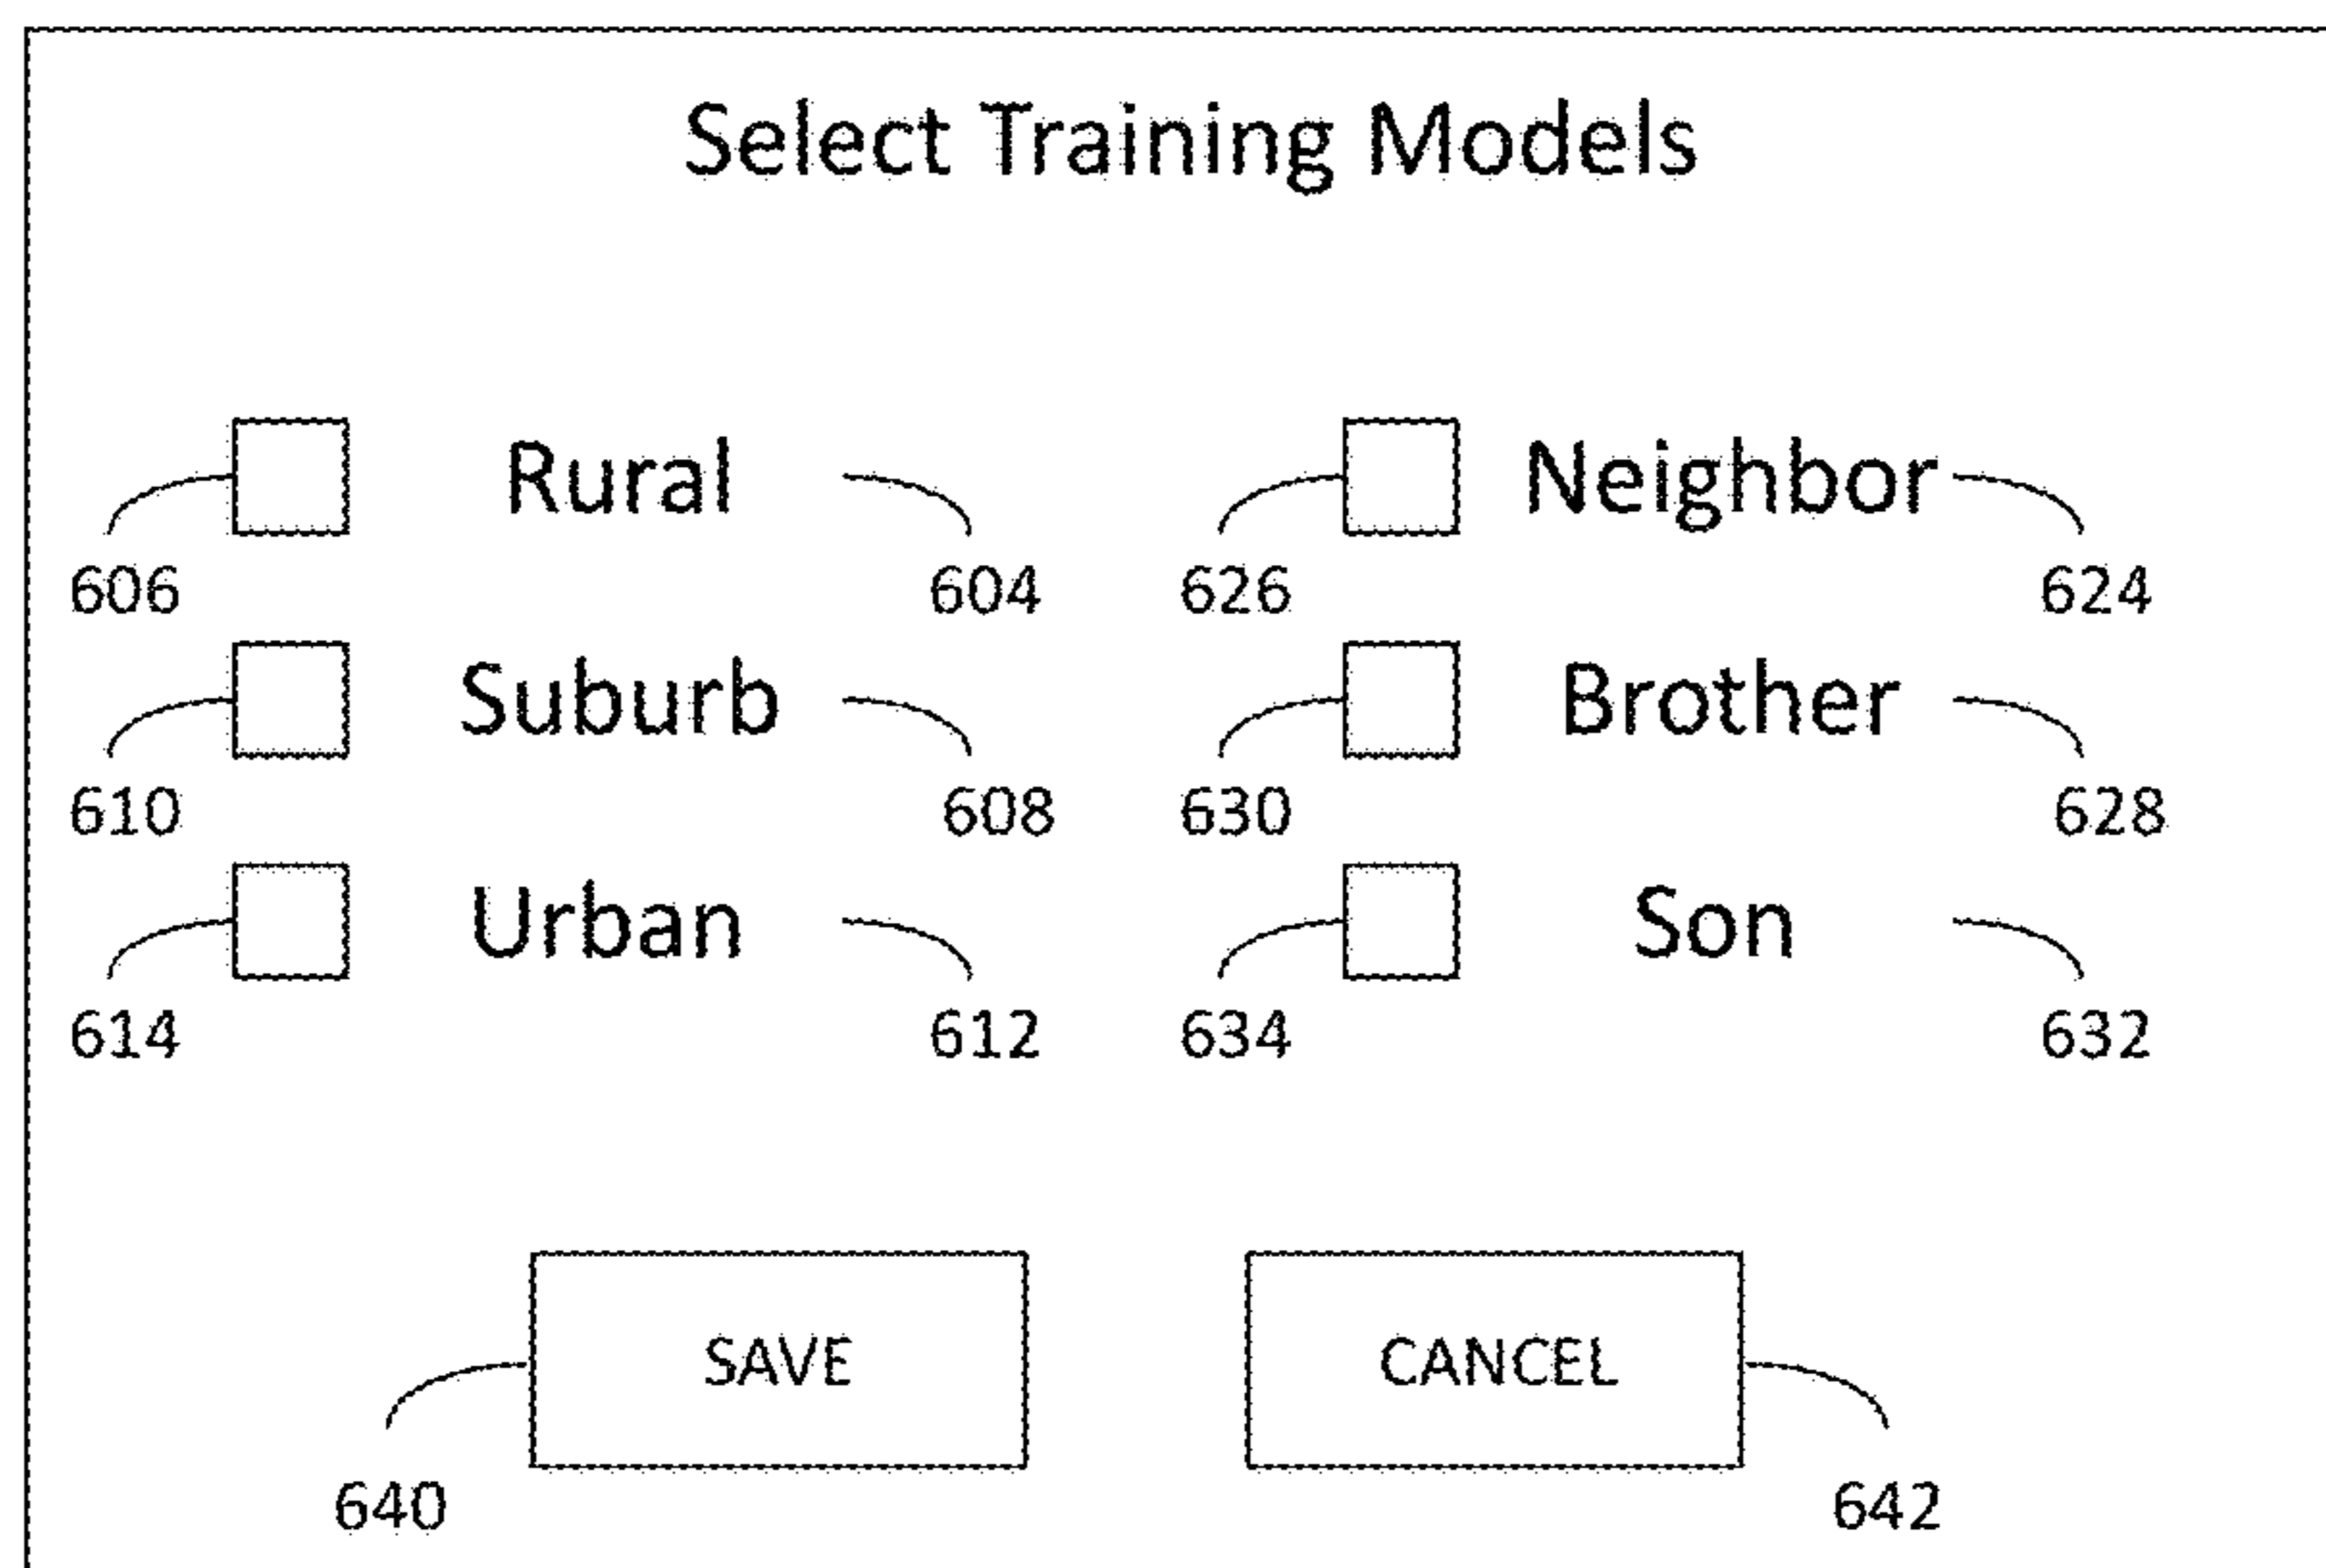 Select Training Models
Rural
Neighbor
606
604
626
624
Suburb
Brother
610
608
630
628
Urban
Son
614
612
634
632
SAVE
CANCEL
640
642